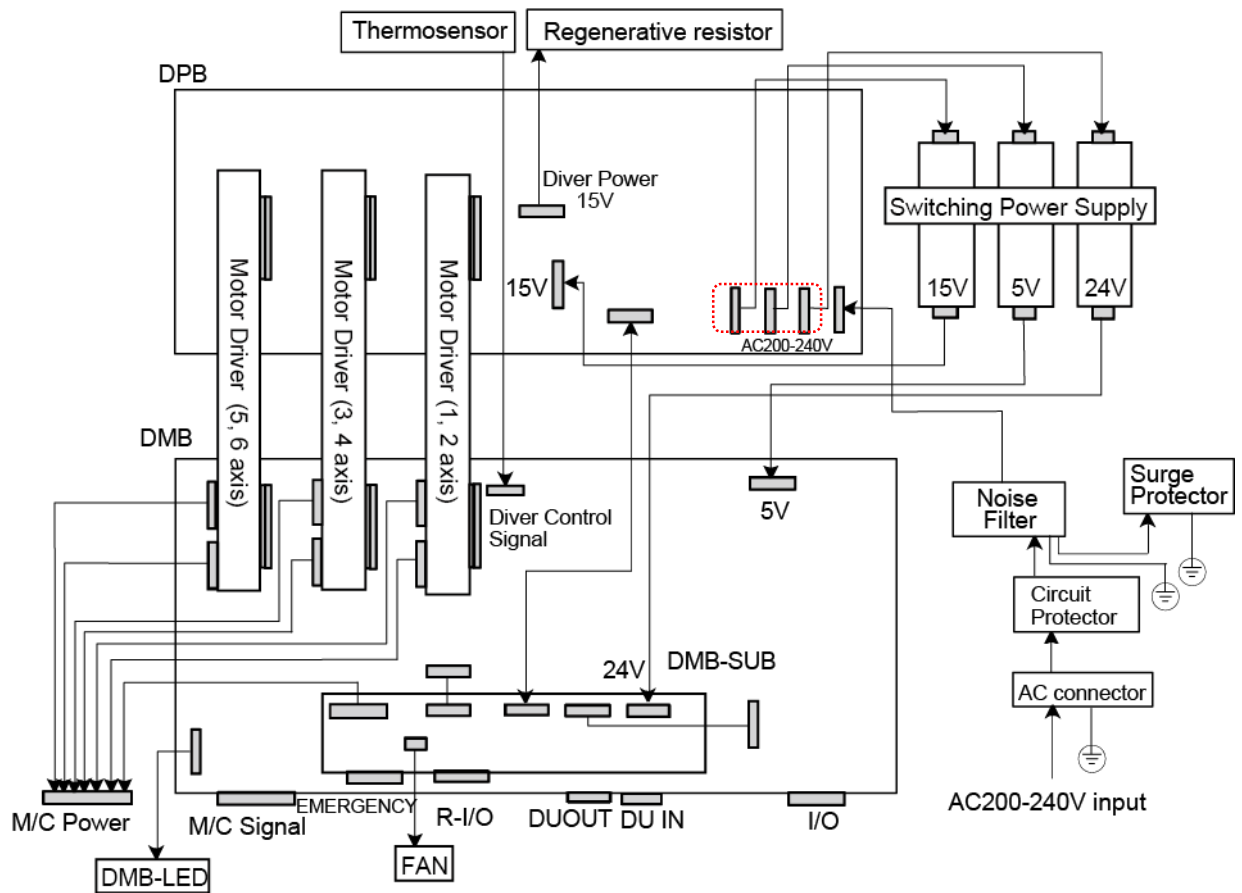 Thermosensor
Regenerative resistor
DPB
Diver Power
15V
15V
AC200-240V
Switching Power Supply
15V
5V
24V
Motor Driver (5, 6 axis)
Motor Driver (3, 4 axis)
Motor Driver (1, 2 axis)
DMB
Diver Control
Signal
5V
Noise
Filter
Surge
Protector
Circuit
Protector
24V
DMB-SUB
AC connector
AC200-240V input
M/C Power
M/C Signal
EMERGENCY
R-I/O
DUOUT
DU IN
I/O
DMB-LED
FAN